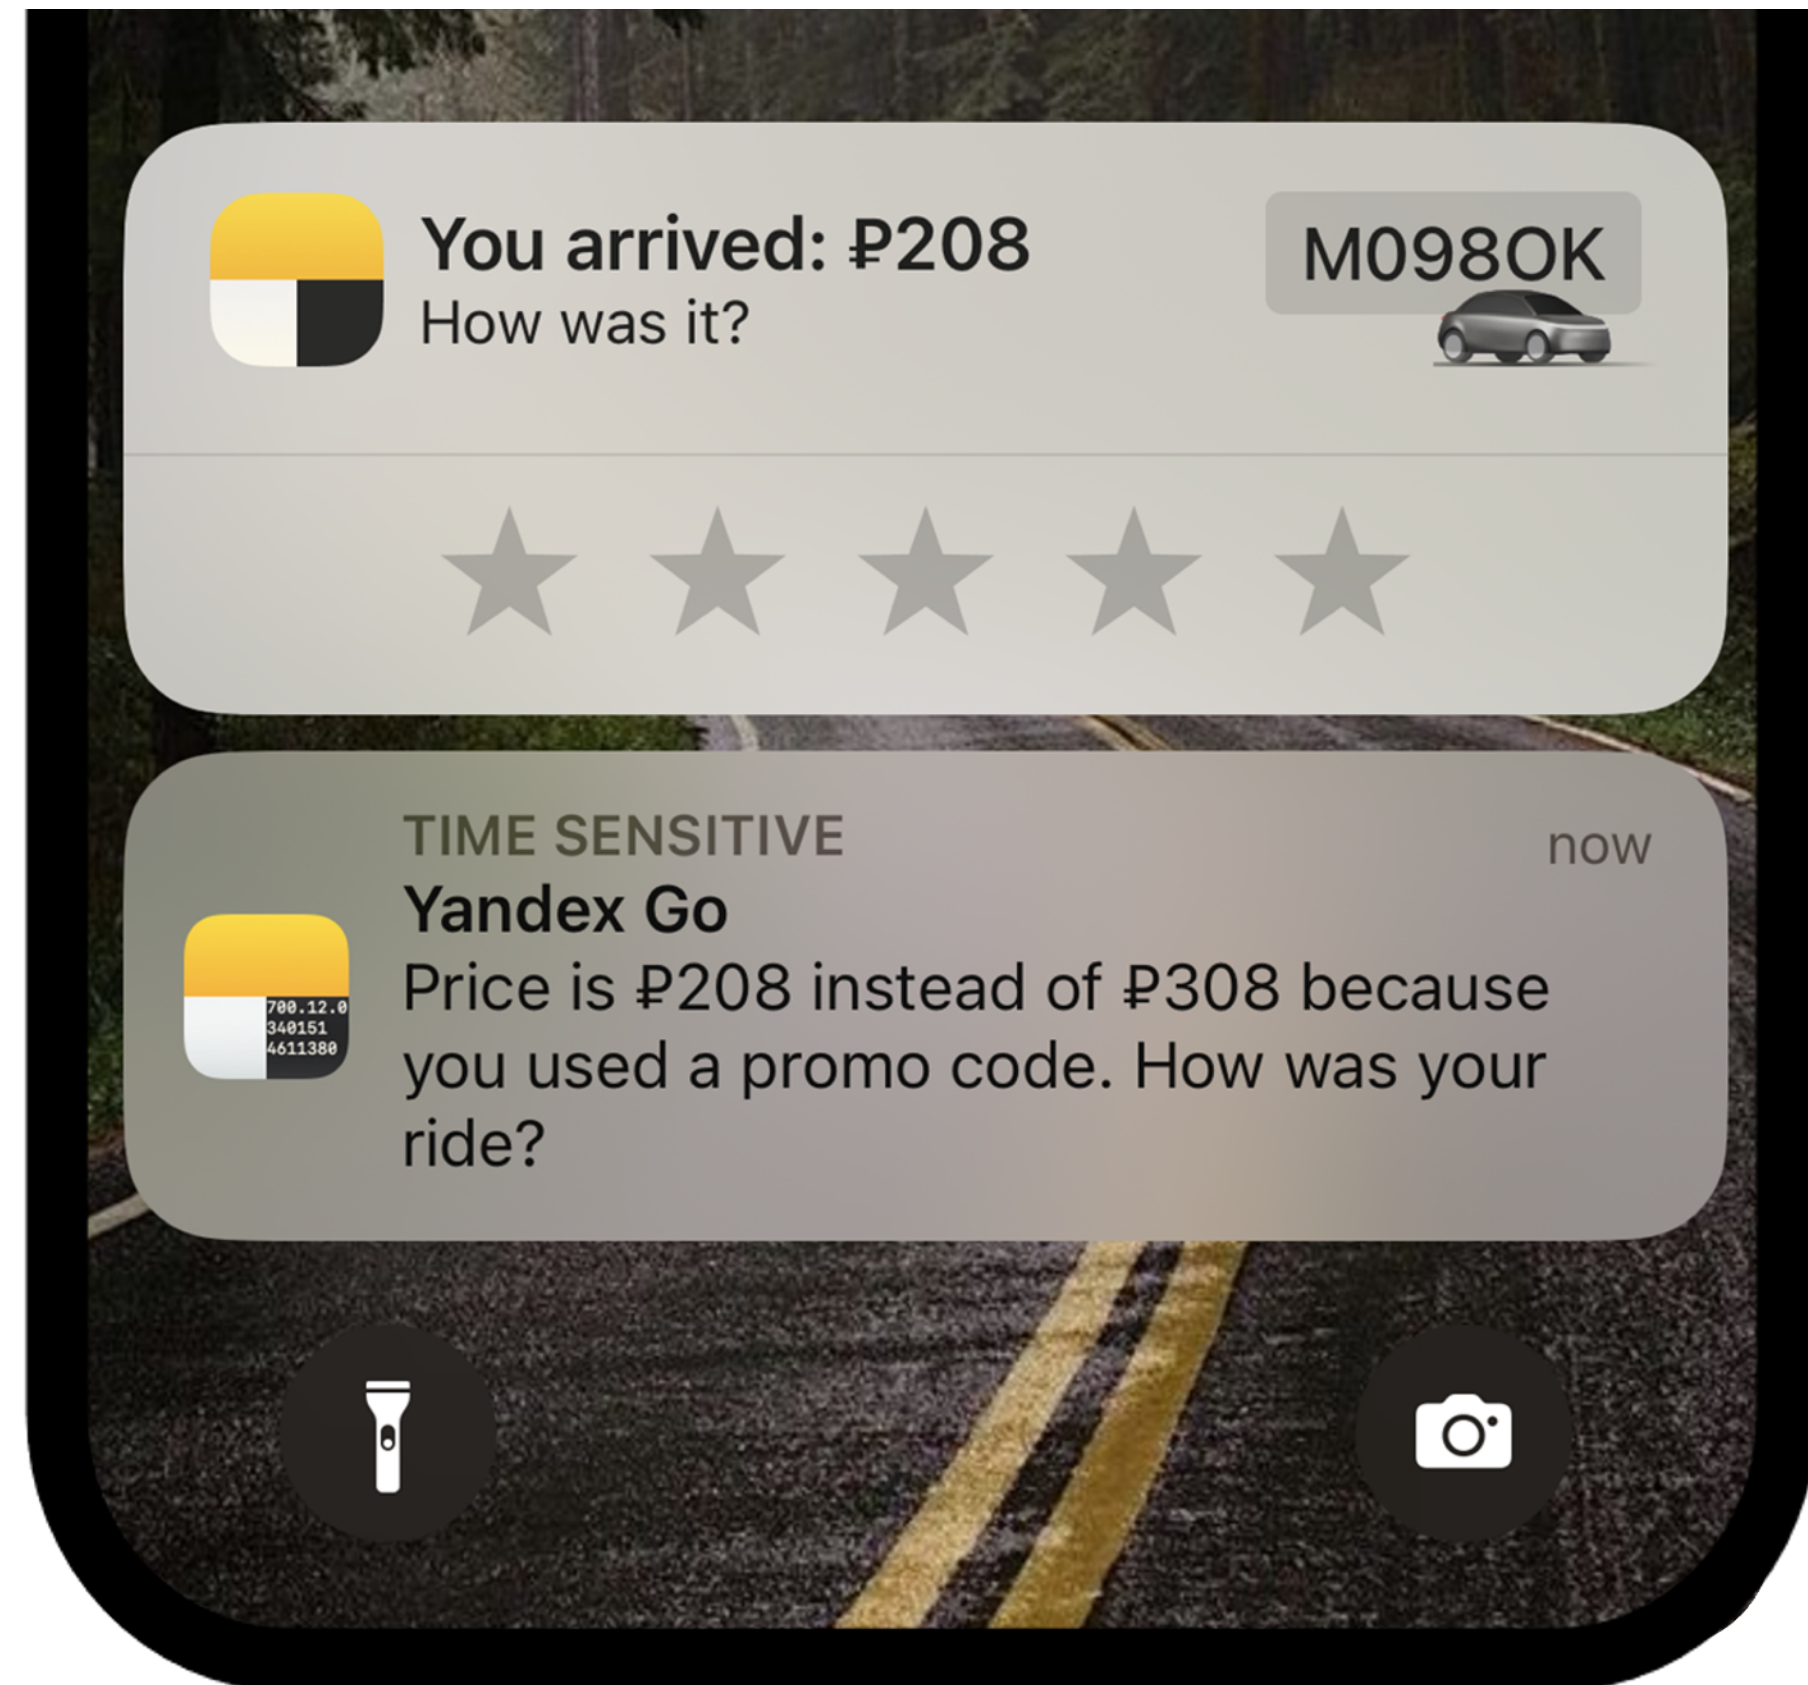 You arrived: ₽208
M098OK
How was it?
TIME SENSITIVE
now
Yandex Go
Price is ₽208 instead of ₽308 because
you used a promo code. How was your
ride?
700.12.0
340151
4611380